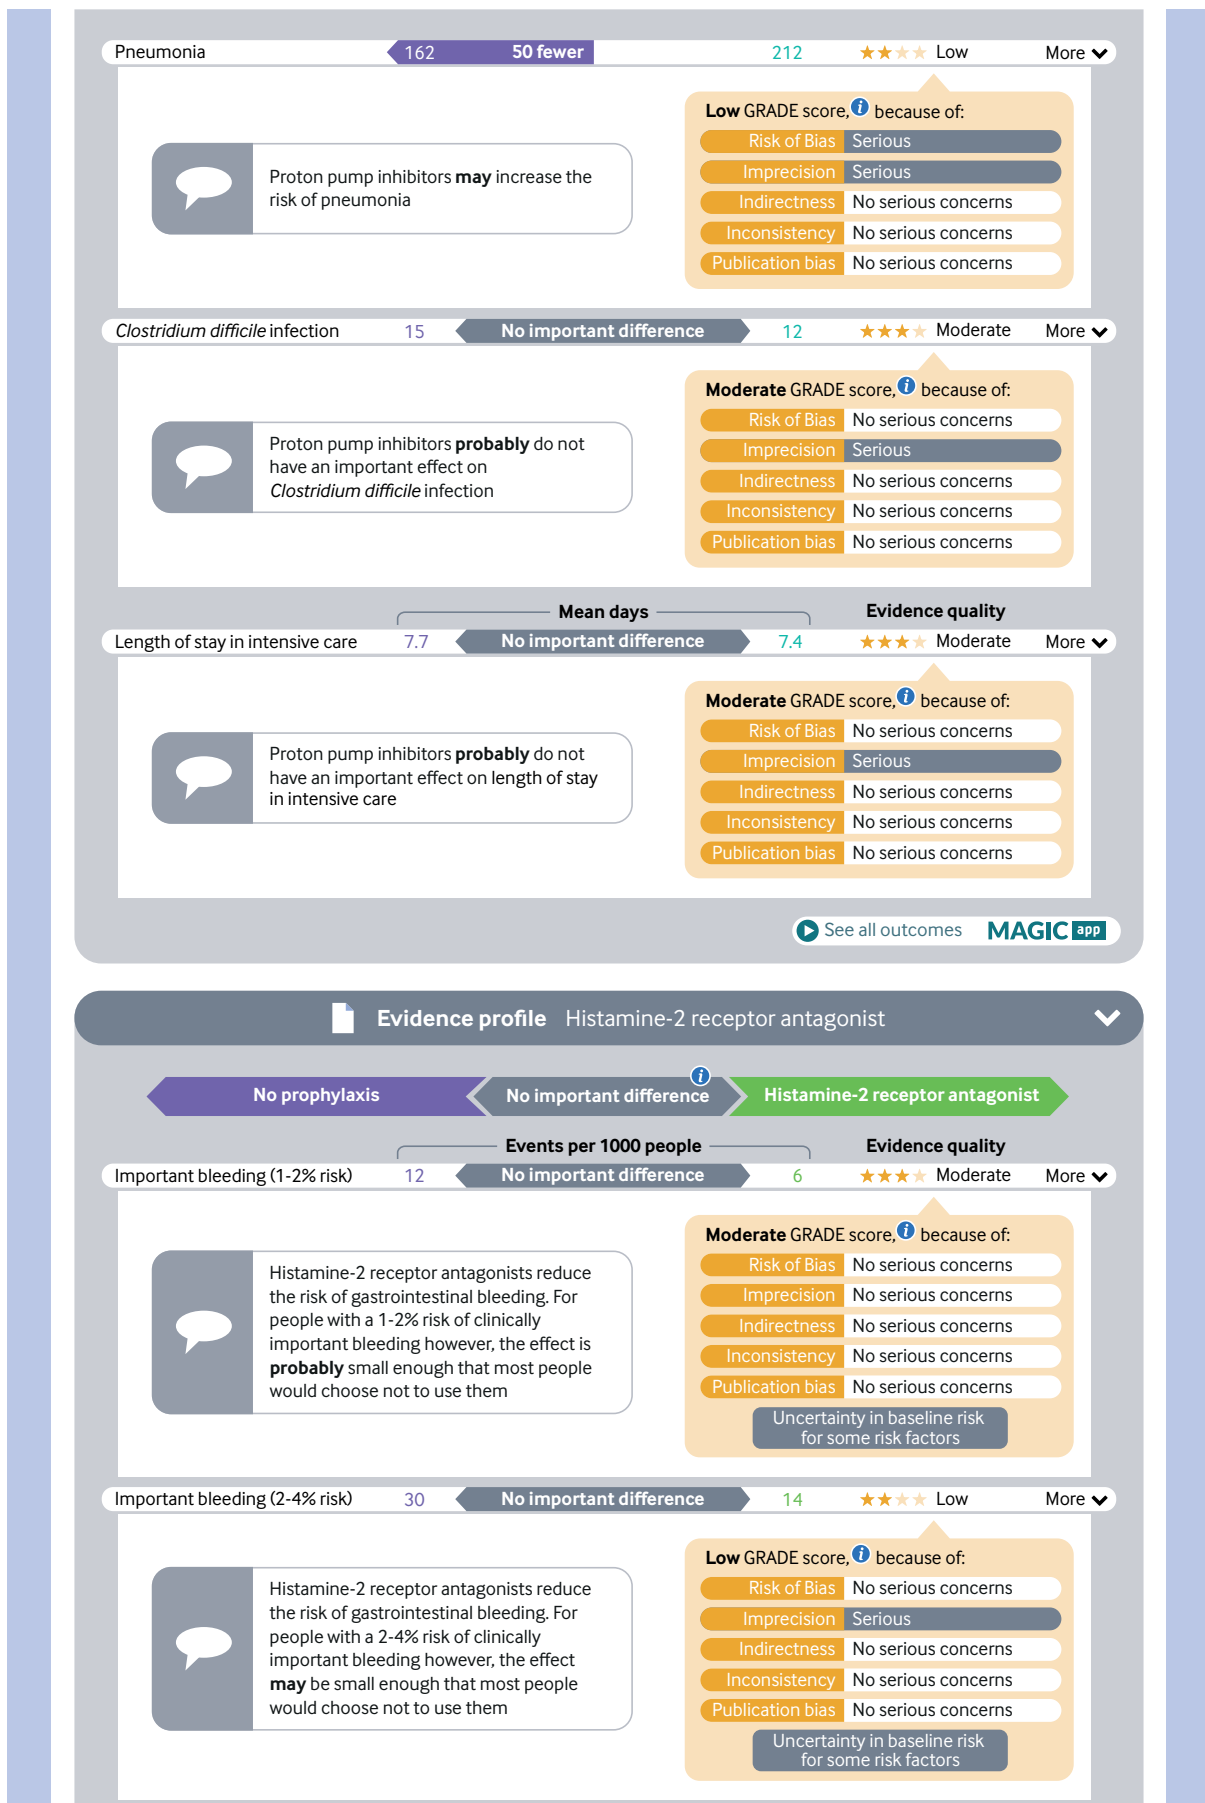 Pneumonia 162 50 fewer 212 Low More
Low GRADE score, i because of:
Risk of Bias Serious
Imprecision Serious
Indirectness No serious concerns
Inconsistency No serious concerns
Publication bias No serious concerns
Proton pump inhibitors may increase the
risk of pneumonia
Clostridium difficile infection 15 No important difference 12 Moderate More
Moderate GRADE score, i because of:
Risk of Bias No serious concerns
Imprecision Serious
Indirectness No serious concerns
Inconsistency No serious concerns
Publication bias No serious concerns
Proton pump inhibitors probably do not
have an important effect on
Clostridium difficile infection
Mean days Evidence quality
Length of stay in intensive care 7.7 No important difference 7.4 Moderate More
Moderate GRADE score, i because of:
Risk of Bias No serious concerns
Imprecision Serious
Indirectness No serious concerns
Inconsistency No serious concerns
Publication bias No serious concerns
Proton pump inhibitors probably do not
have an important effect on length of stay
in intensive care
See all outcomes MAGIC app
Evidence profile Histamine-2 receptor antagonist
No prophylaxis No important difference i Histamine-2 receptor antagonist
Events per 1000 people Evidence quality
Important bleeding (1-2% risk) 12 No important difference 6 Moderate More
Moderate GRADE score, i because of:
Risk of Bias No serious concerns
Imprecision No serious concerns
Indirectness No serious concerns
Inconsistency No serious concerns
Publication bias No serious concerns
Uncertainty in baseline risk
for some risk factors
Histamine-2 receptor antagonists reduce
the risk of gastrointestinal bleeding. For
people with a 1-2% risk of clinically
important bleeding however, the effect is
probably small enough that most people
would choose not to use them
Important bleeding (2-4% risk) 30 No important difference 14 Low More
Low GRADE score, i because of:
Risk of Bias No serious concerns
Imprecision Serious
Indirectness No serious concerns
Inconsistency No serious concerns
Publication bias No serious concerns
Uncertainty in baseline risk
for some risk factors
Histamine-2 receptor antagonists reduce
the risk of gastrointestinal bleeding. For
people with a 2-4% risk of clinically
important bleeding however, the effect
may be small enough that most people
would choose not to use them